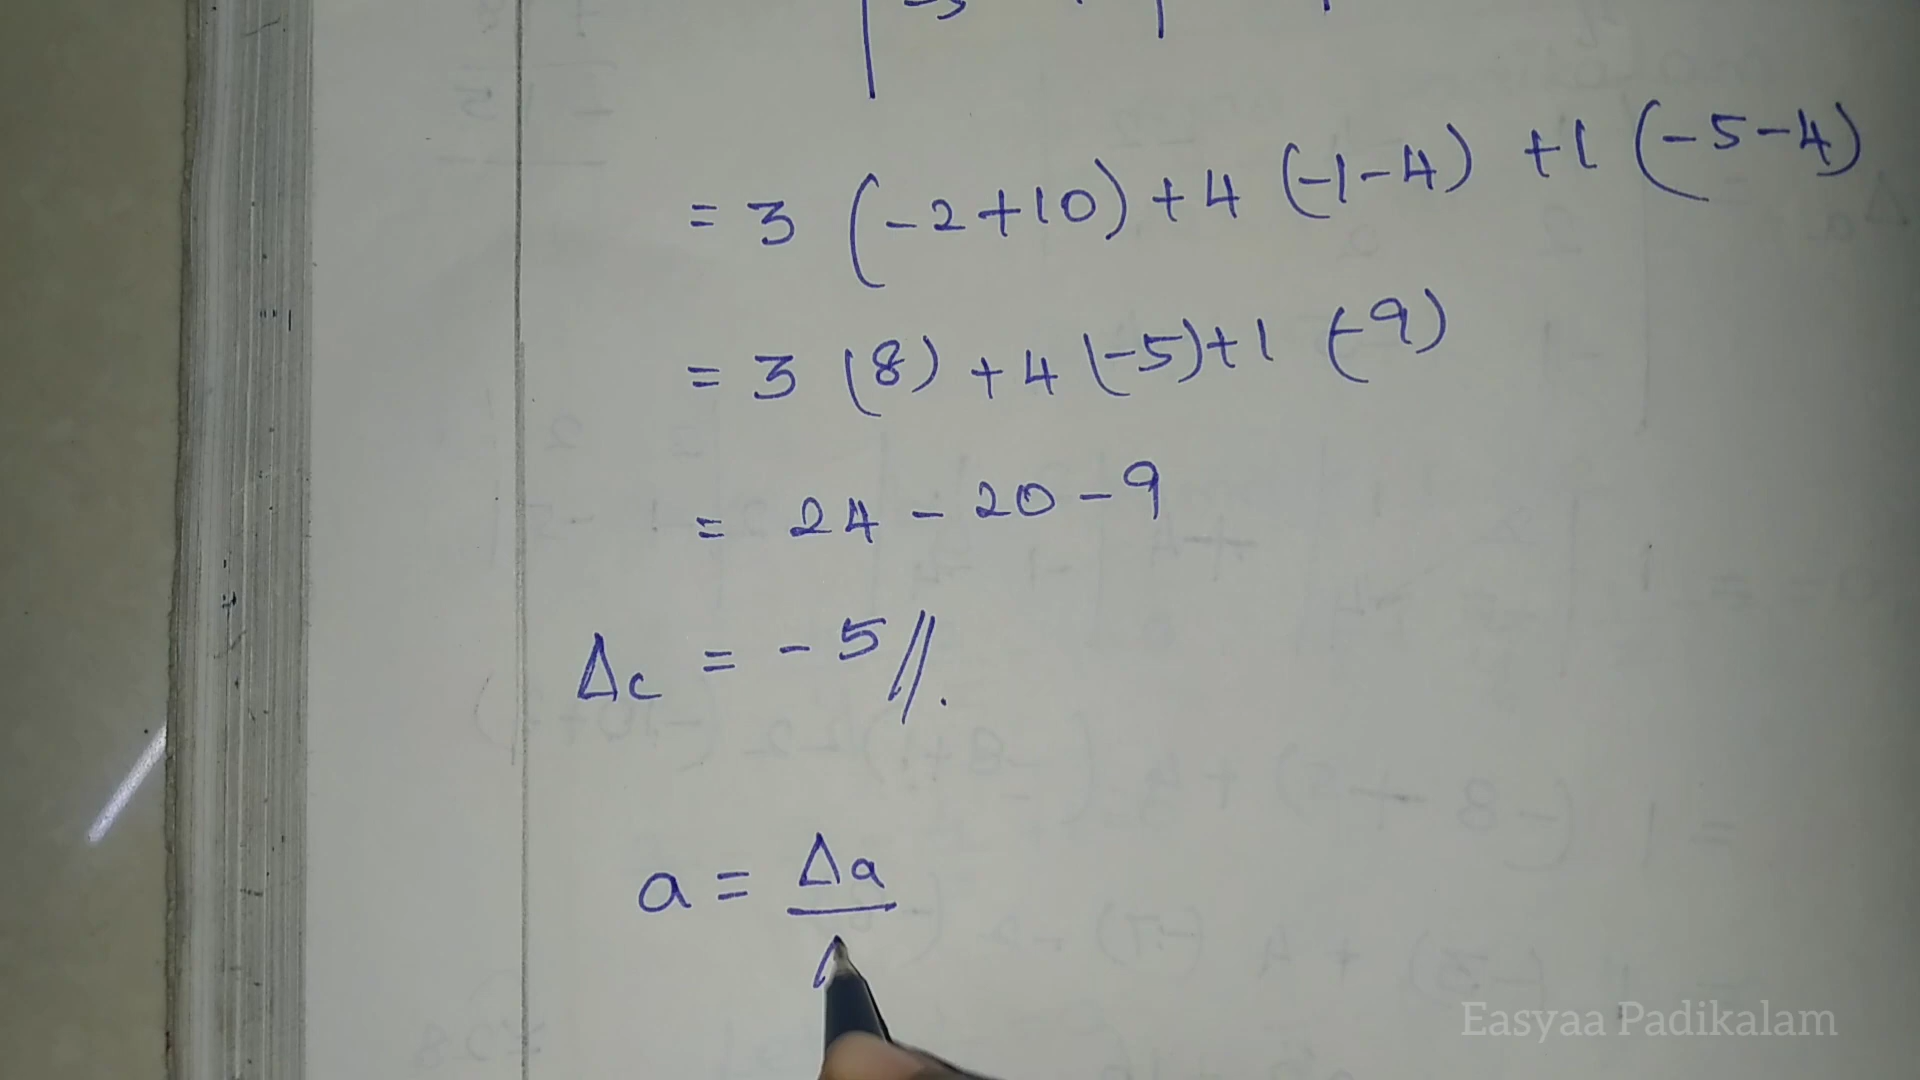 = 3 (-2+10) +4 (-1-4) +1 (-5-4)
= 3 (8) +4 (-5)+1 (-9)
= 24 - 20 - 9
Δc = -5 //.
a = Δa
Easyaa Padikalam